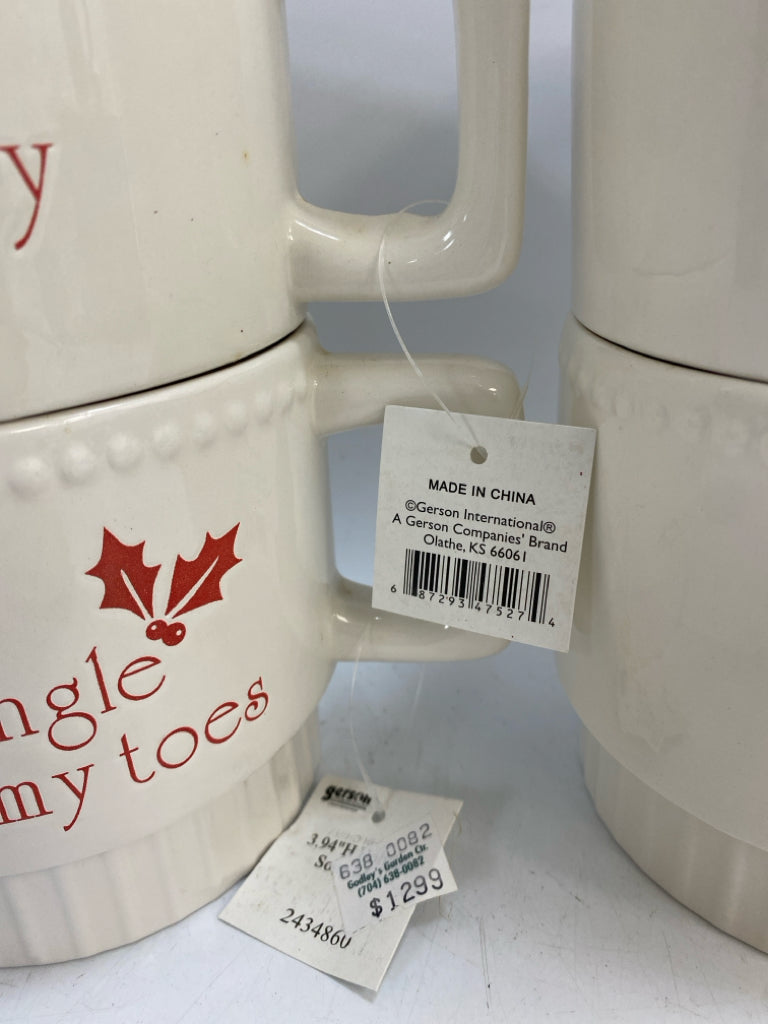 y
ngle
my toes
MADE IN CHINA
©Gerson International®
A Gerson Companies' Brand
Olathe, KS 66061
6 87293 47527 4
gerson
3.94"H
638 0082
Godley's Garden Ctr.
(704) 638-0082
$1299
2434860